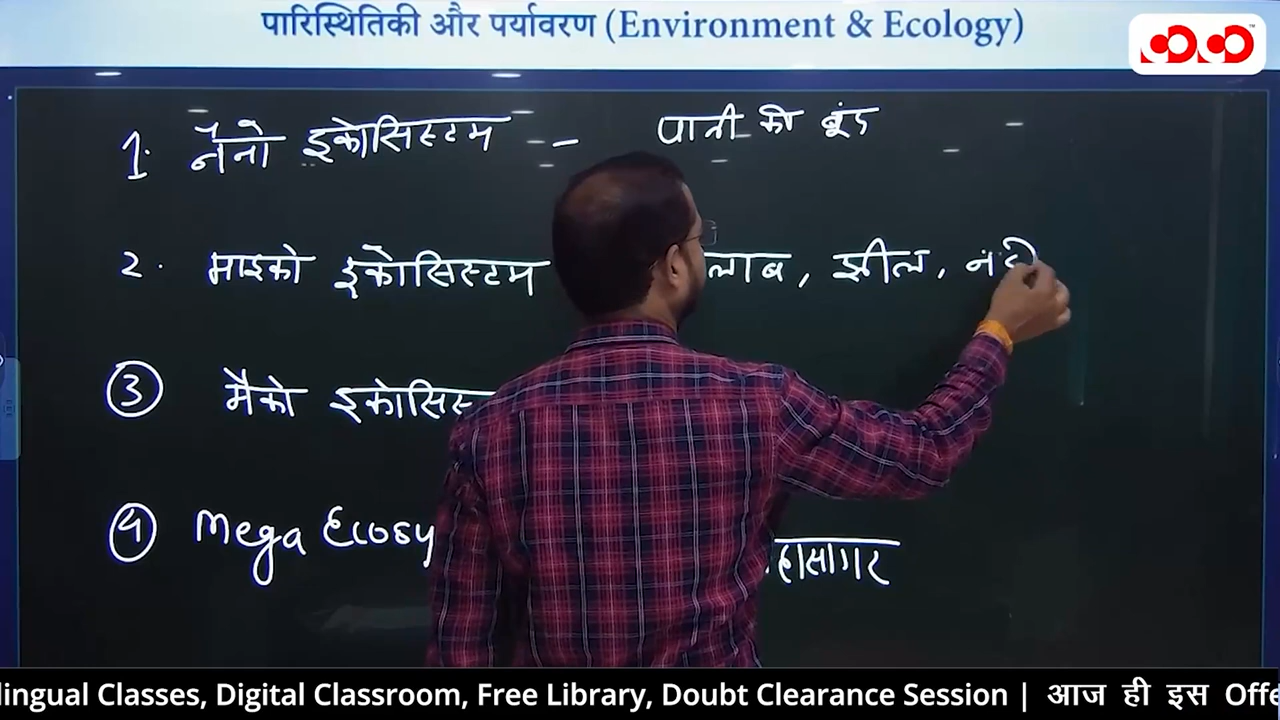 पारिस्थितिकी और पर्यावरण (Environment & Ecology)
1. नैनो इकोसिस्टम - पानी की बूंद
2. माइक्रो इकोसिस्टम लाब, झील, नदी
3 मैक्रो इकोसिस्ट
4 Mega Ecosy हासागर
lingual Classes, Digital Classroom, Free Library, Doubt Clearance Session | आज ही इस Offe